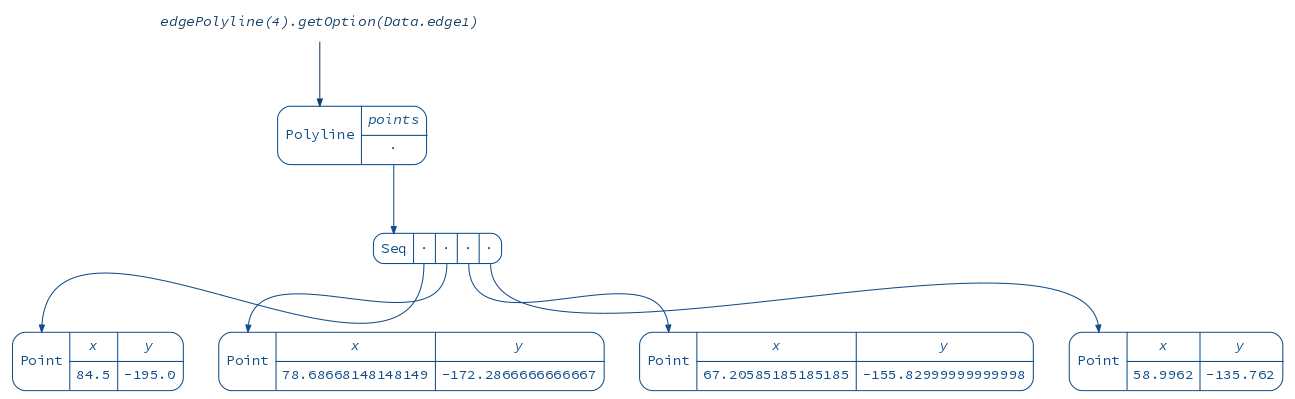 edgePolyline(4).getOption(Data.edge1)
points
Polyline
.
Seq . . . .
x y x y x y x y
Point Point Point Point
84.5 -195.0 78.68668148148149 -172.2866666666667 67.20585185185185 -155.82999999999998 58.9962 -135.762